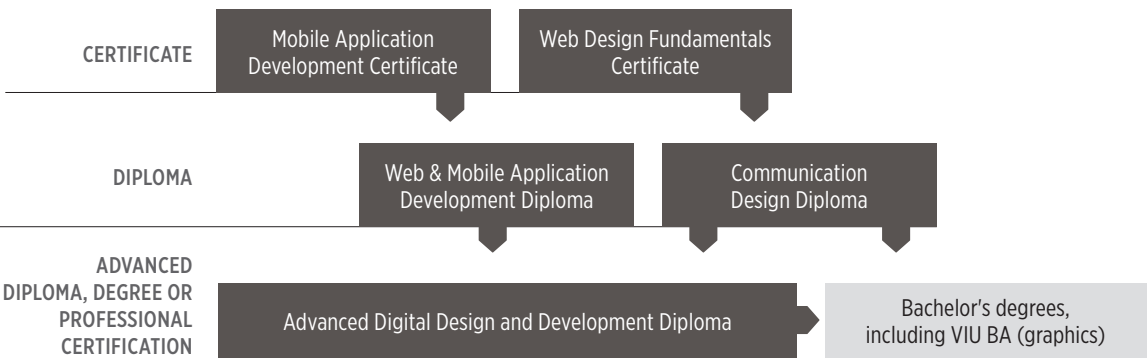 CERTIFICATE
Mobile Application
Development Certificate
Web Design Fundamentals
Certificate
DIPLOMA
Web & Mobile Application
Development Diploma
Communication
Design Diploma
ADVANCED
DIPLOMA, DEGREE OR
PROFESSIONAL
CERTIFICATION
Advanced Digital Design and Development Diploma
Bachelor's degrees,
including VIU BA (graphics)